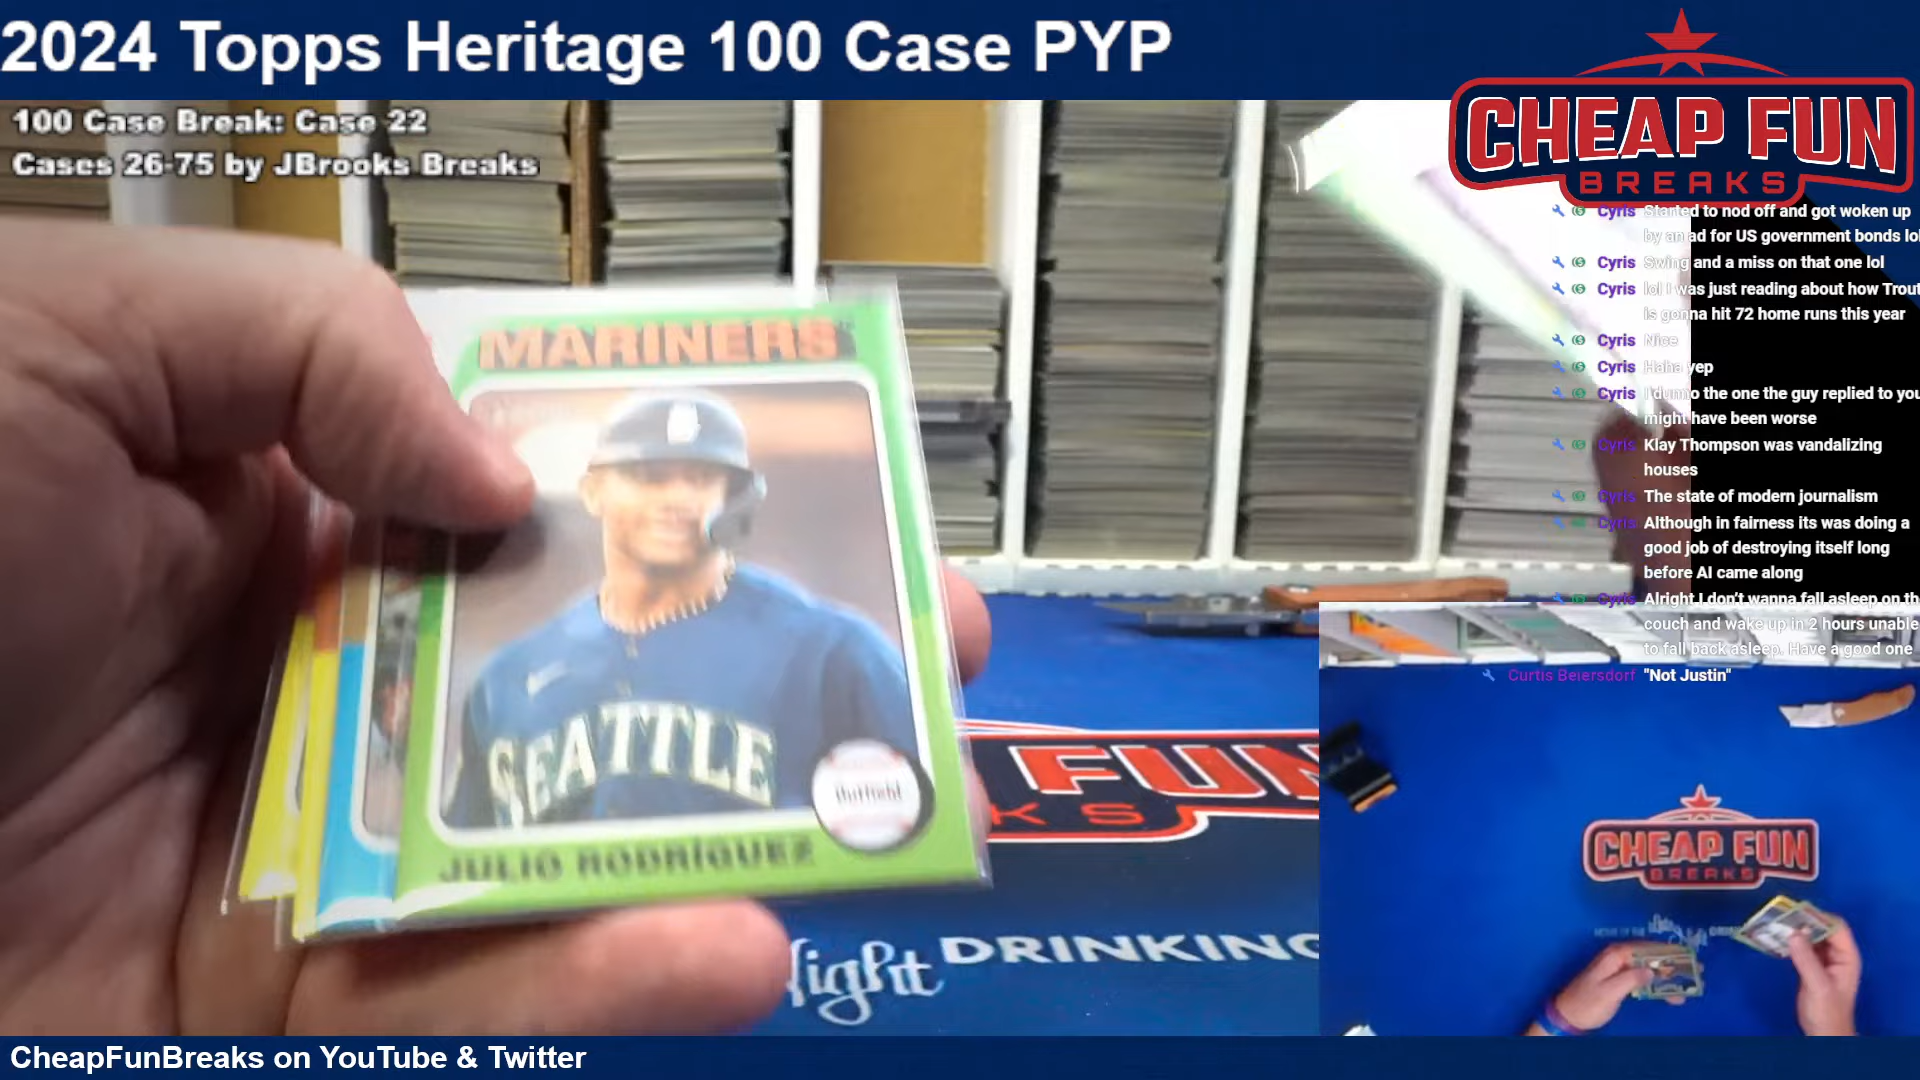 2024 Topps Heritage 100 Case PYP
100 Case Break: Case 22
Cases 26-75 by JBrooks Breaks
CHEAP FUN
BREAKS
Cyris Started to nod off and got woken up
by an ad for US government bonds lol
Cyris Swing and a miss on that one lol
Cyris lol I was just reading about how Trout
is gonna hit 72 home runs this year
Cyris Nice
Cyris Haha yep
Cyris I dunno the one the guy replied to you
might have been worse
Cyris Klay Thompson was vandalizing
houses
Cyris The state of modern journalism
Cyris Although in fairness its was doing a
good job of destroying itself long
before AI came along
Cyris Alright I don't wanna fall asleep on th
couch and wake up in 2 hours unable
to fall back asleep. Have a good one
Curtis Beiersdorf "Not Justin"
MARINERS
SEATTLE
Outfield
JULIO RODRÍGUEZ
FUN
KS
DRINKING
CHEAP FUN
BREAKS
CheapFunBreaks on YouTube & Twitter